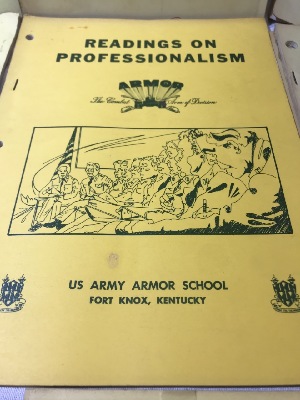 READINGS ON
PROFESSIONALISM
ARMOR
The Combat Arm of Decision
US ARMY ARMOR SCHOOL
FORT KNOX, KENTUCKY